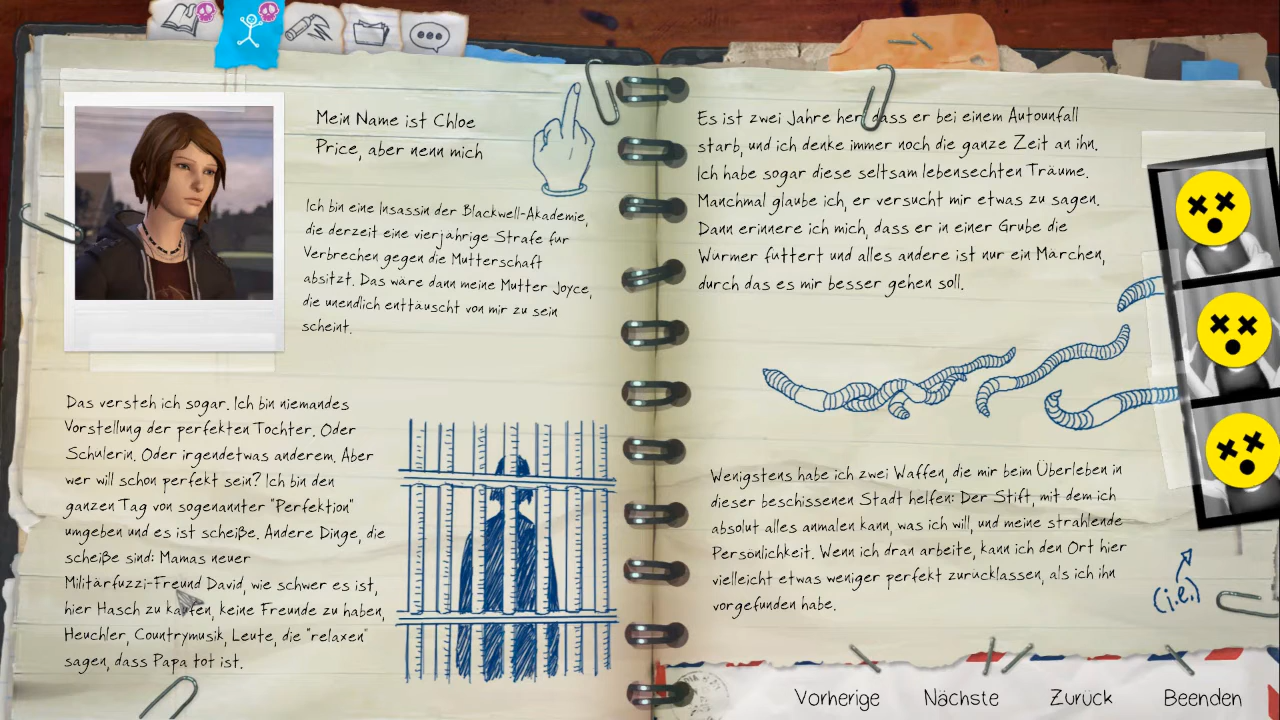 Mein Name ist Chloe
Price, aber nenn mich
Ich bin eine Insassin der Blackwell-Akademie,
die derzeit eine vierjährige Strafe für
Verbrechen gegen die Mutterschaft
absitzt. Das wäre dann meine Mutter Joyce,
die unendlich enttäuscht von mir zu sein
scheint.
Das versteh ich sogar. Ich bin niemandes
Vorstellung der perfekten Tochter. Oder
Schülerin. Oder irgendetwas anderem. Aber
wer will schon perfekt sein? Ich bin den
ganzen Tag von sogenannter "Perfektion"
umgeben und es ist scheiße. Andere Dinge, die
scheiße sind: Mamas neuer
Militärfuzzi-Freund David, wie schwer es ist,
hier Hasch zu kaufen, keine Freunde zu haben,
Heuchler, Countrymusik, Leute, die "relaxen"
sagen, dass Papa tot ist.
Es ist zwei Jahre her, dass er bei einem Autounfall
starb, und ich denke immer noch die ganze Zeit an ihn.
Ich habe sogar diese seltsam lebensechten Träume.
Manchmal glaube ich, er versucht mir etwas zu sagen.
Dann erinnere ich mich, dass er in einer Grube die
Würmer füttert und alles andere ist nur ein Märchen,
durch das es mir besser gehen soll.
Wenigstens habe ich zwei Waffen, die mir beim Überleben in
dieser beschissenen Stadt helfen: Der Stift, mit dem ich
absolut alles anmalen kann, was ich will, und meine strahlende
Persönlichkeit. Wenn ich dran arbeite, kann ich den Ort hier
vielleicht etwas weniger perfekt zurücklassen, als ich ihn
vorgefunden habe.
(i.e.)
Vorherige Nächste Zurück Beenden